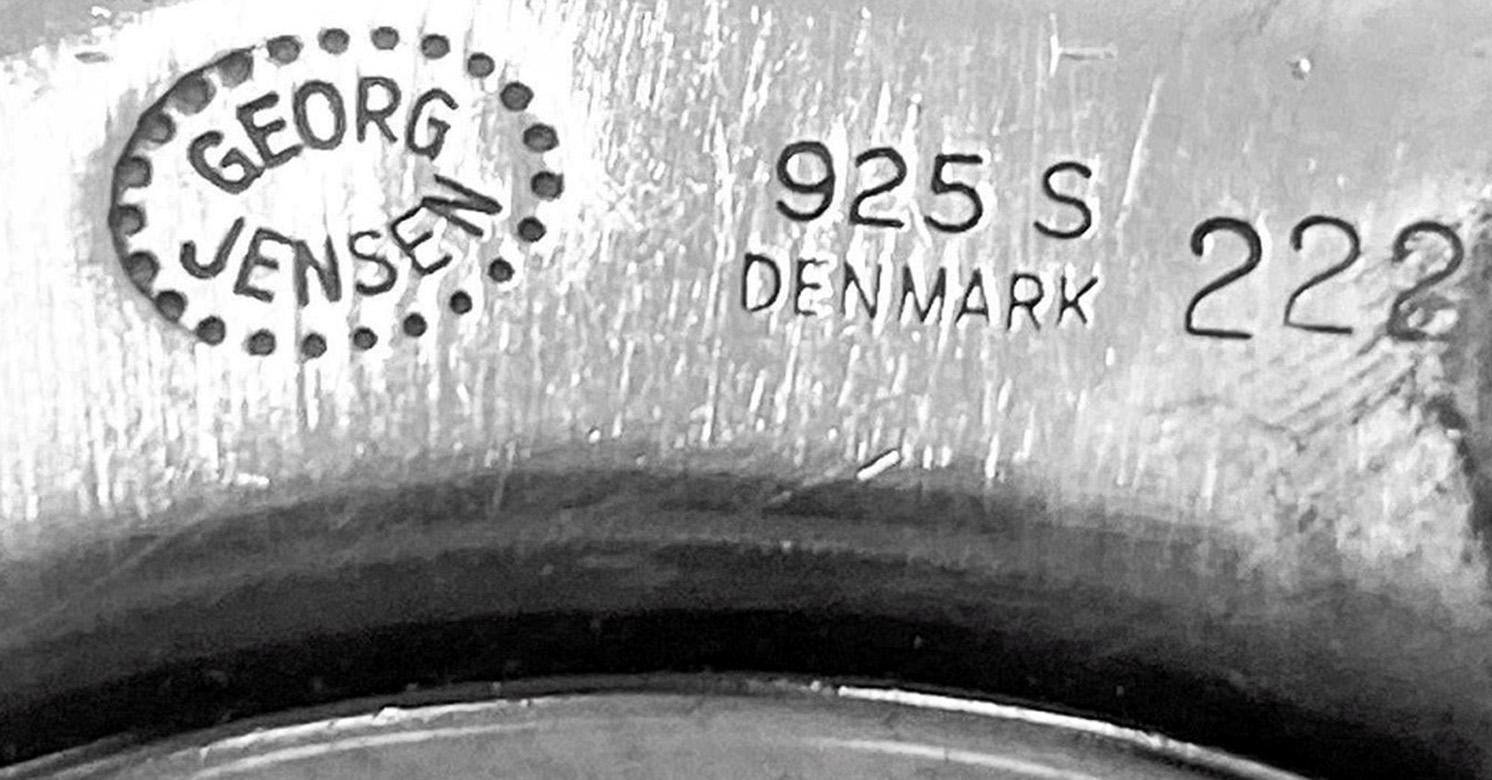 GEORG
JENSEN
925 S
DENMARK
222